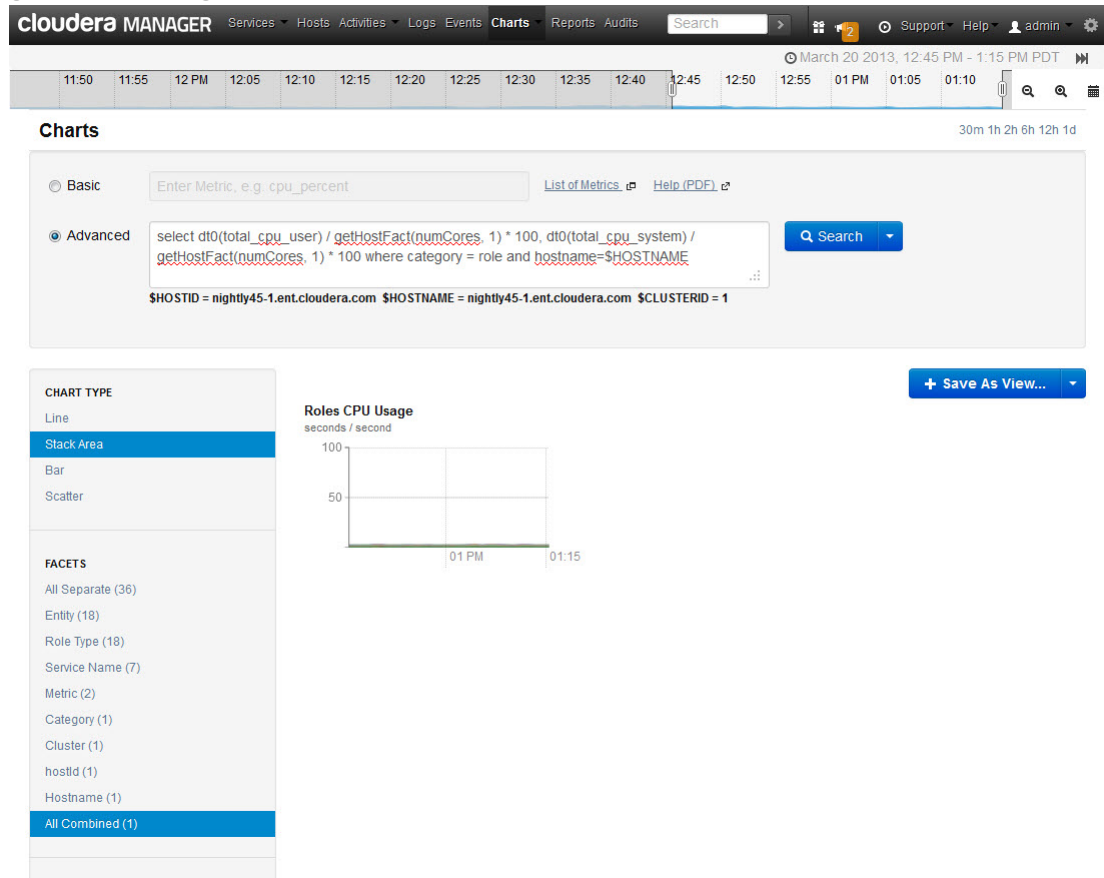 cloudera MANAGER Services Hosts Activities Logs Events Charts Reports Audits Search 2 Support Help admin
March 20 2013, 12:45 PM - 1:15 PM PDT
11:50 11:55 12 PM 12:05 12:10 12:15 12:20 12:25 12:30 12:35 12:40 12:45 12:50 12:55 01 PM 01:05 01:10
Charts 30m 1h 2h 6h 12h 1d
Basic Enter Metric, e.g. cpu_percent List of Metrics Help (PDF)
Advanced select dt0(total_cpu_user) / getHostFact(numCores, 1) * 100, dt0(total_cpu_system) / Search
getHostFact(numCores, 1) * 100 where category = role and hostname=$HOSTNAME
$HOSTID = nightly45-1.ent.cloudera.com $HOSTNAME = nightly45-1.ent.cloudera.com $CLUSTERID = 1
+ Save As View...
CHART TYPE
Line
Stack Area
Bar
Scatter
FACETS
All Separate (36)
Entity (18)
Role Type (18)
Service Name (7)
Metric (2)
Category (1)
Cluster (1)
hostId (1)
Hostname (1)
All Combined (1)
Roles CPU Usage
seconds / second
100
50
01 PM 01:15